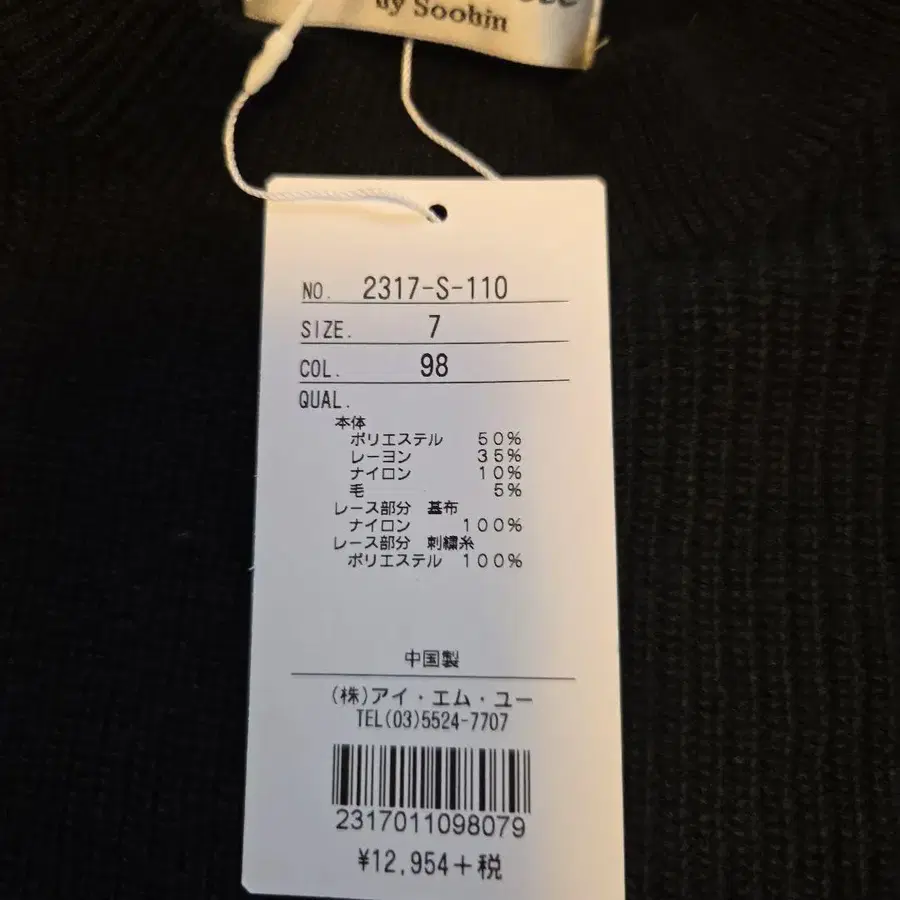 by Soobin
NO. 2317-S-110
SIZE. 7
COL. 98
QUAL.
本体
ポリエステル 50%
レーヨン 35%
ナイロン 10%
毛 5%
レース部分 基布
ナイロン 100%
レース部分 刺繍糸
ポリエステル 100%
中国製
(株)アイ・エム・ユー
TEL(03)5524-7707
2317011098079
¥12,954+税